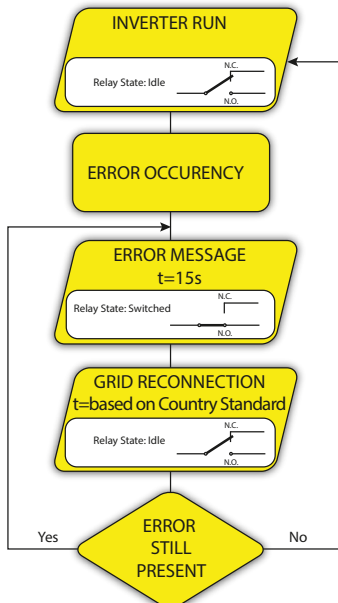 INVERTER RUN
N.C.
Relay State: Idle
N.O.
ERROR OCCURENCY
ERROR MESSAGE
t=15s
N.C.
Relay State: Switched
N.O.
GRID RECONNECTION
t=based on Country Standard
N.C.
Relay State: Idle
N.O.
Yes
ERROR
STILL
PRESENT
No